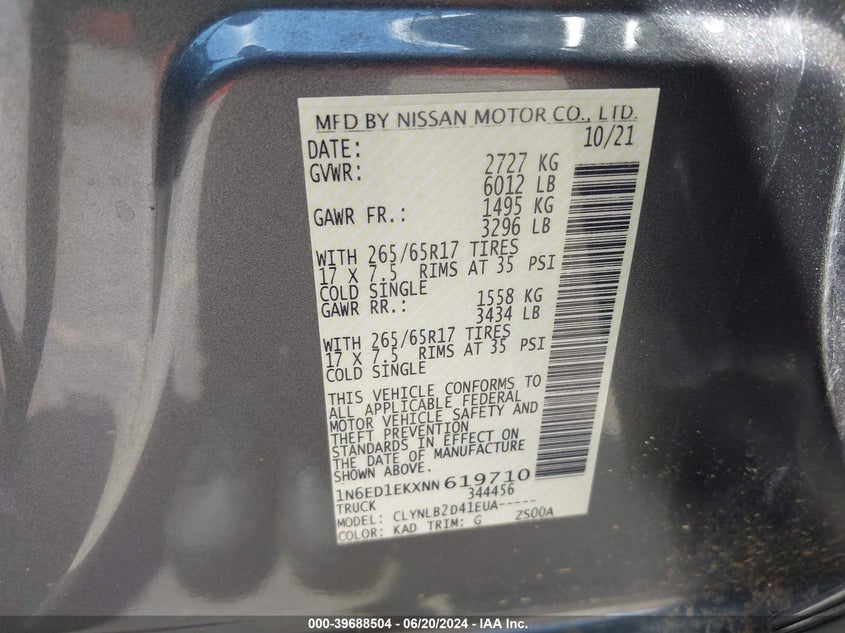 MFD BY NISSAN MOTOR CO., LTD.
DATE: 10/21
GVWR: 2727 KG
6012 LB
GAWR FR.: 1495 KG
3296 LB
WITH 265/65R17 TIRES
17 X 7.5 RIMS AT 35 PSI
COLD SINGLE
GAWR RR.: 1558 KG
3434 LB
WITH 265/65R17 TIRES
17 X 7.5 RIMS AT 35 PSI
COLD SINGLE
THIS VEHICLE CONFORMS TO
ALL APPLICABLE FEDERAL
MOTOR VEHICLE SAFETY AND
THEFT PREVENTION
STANDARDS IN EFFECT ON
THE DATE OF MANUFACTURE
SHOWN ABOVE.
1N6ED1EKXNN619710
TRUCK 344456
MODEL: CLYNLB2D41EUA-----
COLOR: KAD TRIM: G ZS00A
000-39688504 - 06/20/2024 - IAA Inc.